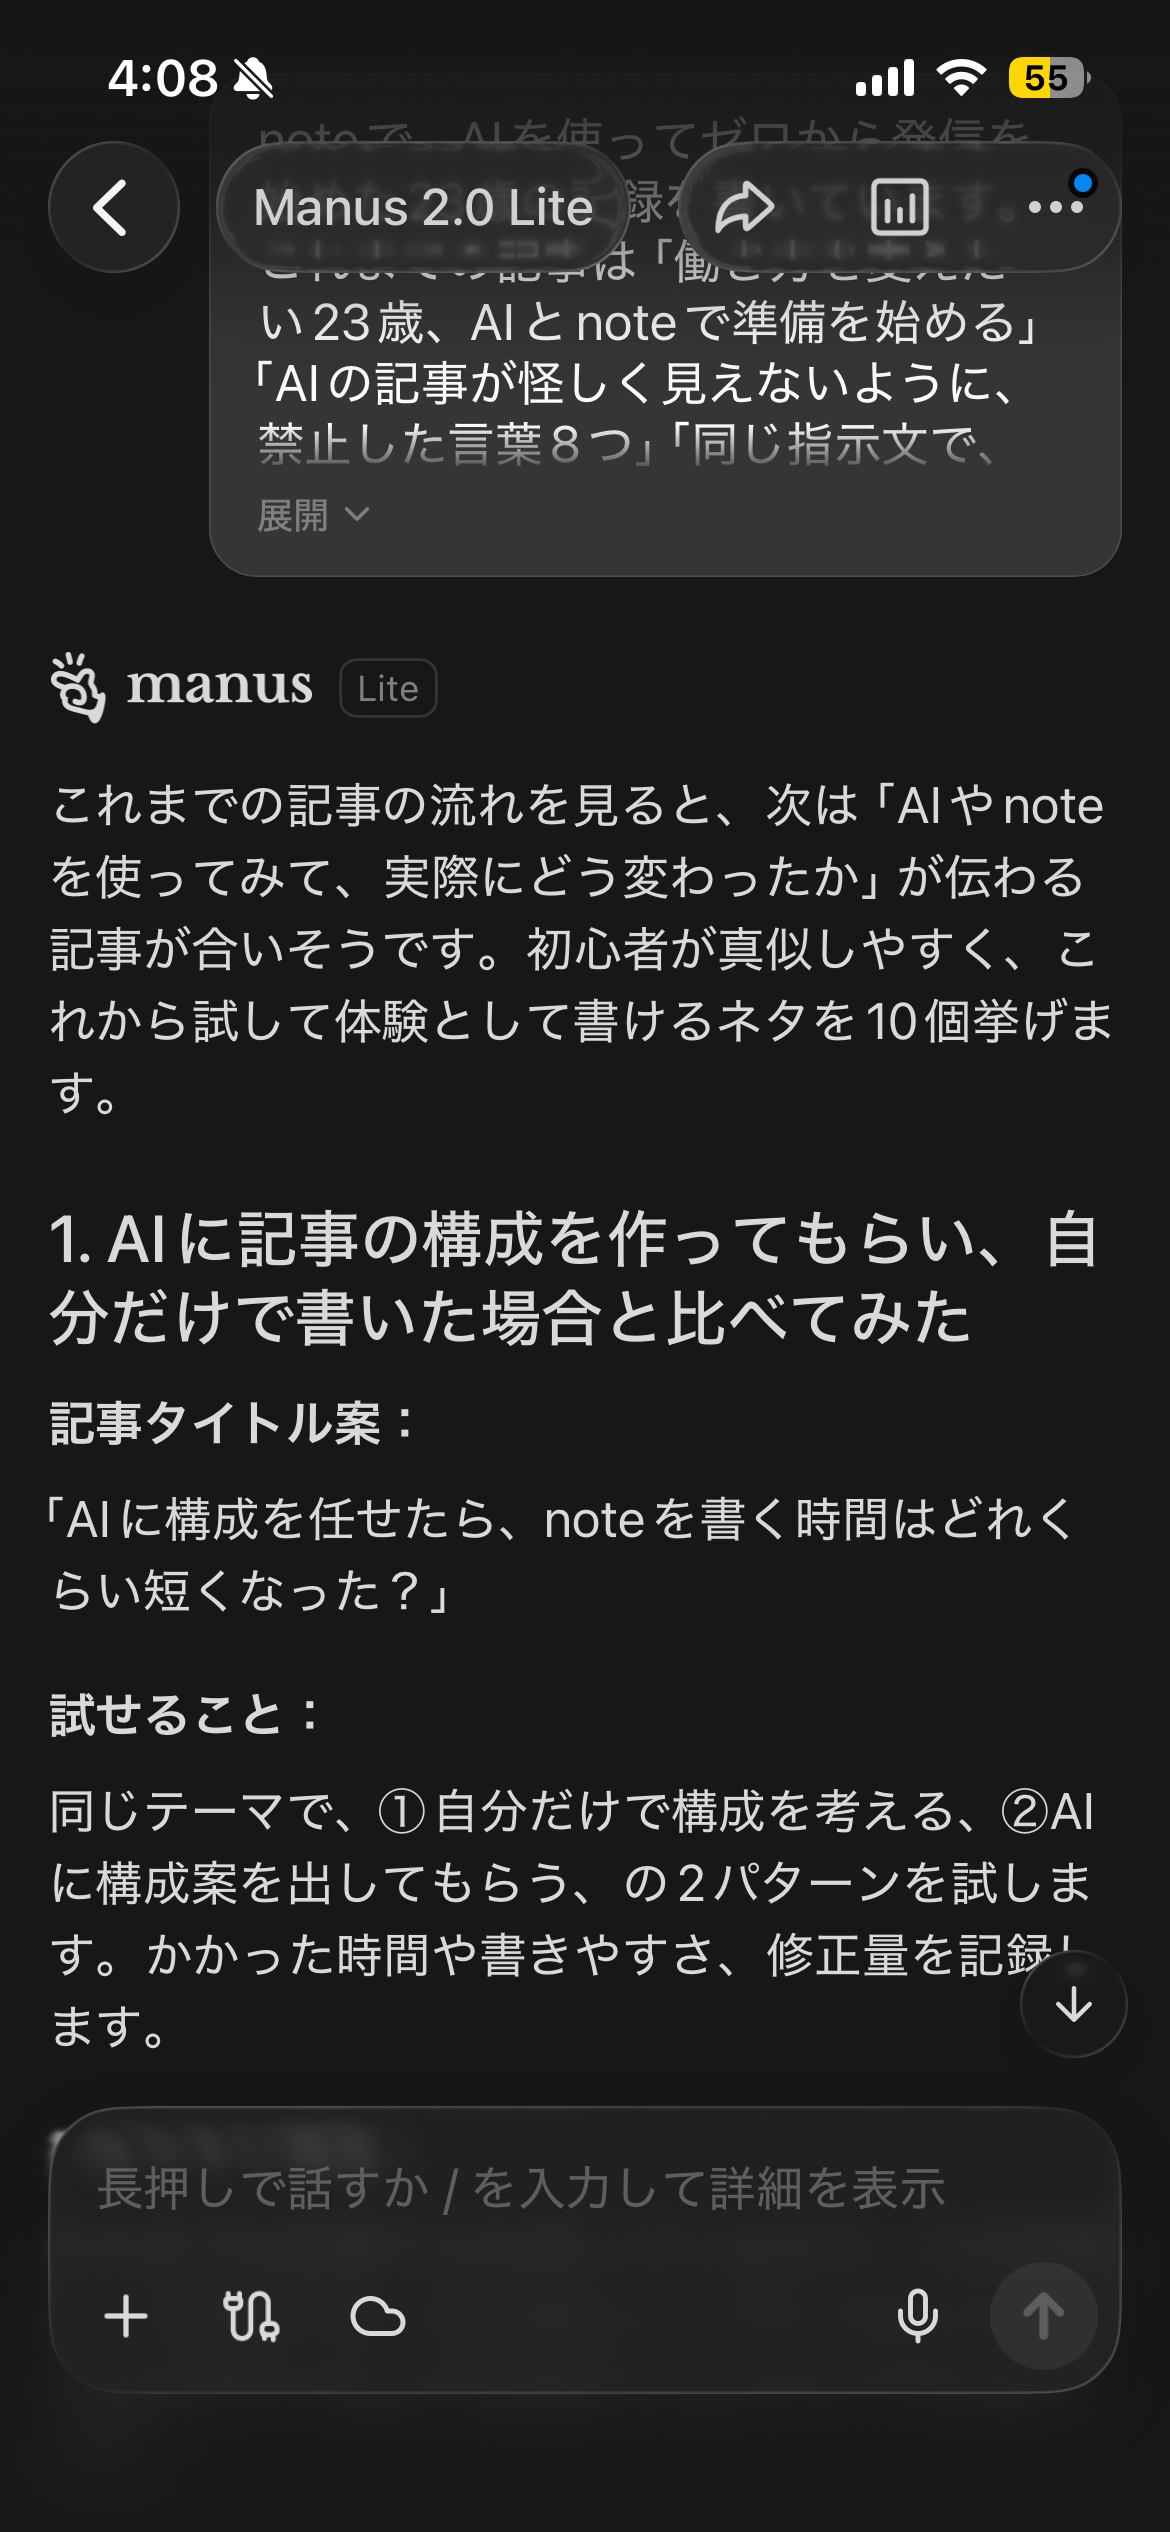 4:08
55
Manus 2.0 Lite
い23歳、AIとnoteで準備を始める」
「AIの記事が怪しく見えないように、
禁止した言葉8つ」「同じ指示文で、
展開
manus Lite
これまでの記事の流れを見ると、次は「AIやnote
を使ってみて、実際にどう変わったか」が伝わる
記事が合いそうです。初心者が真似しやすく、こ
れから試して体験として書けるネタを10個挙げま
す。
1. AIに記事の構成を作ってもらい、自
分だけで書いた場合と比べてみた
記事タイトル案：
「AIに構成を任せたら、noteを書く時間はどれく
らい短くなった？」
試せること：
同じテーマで、①自分だけで構成を考える、②AI
に構成案を出してもらう、の2パターンを試しま
す。かかった時間や書きやすさ、修正量を記録し
ます。
長押しで話すか / を入力して詳細を表示